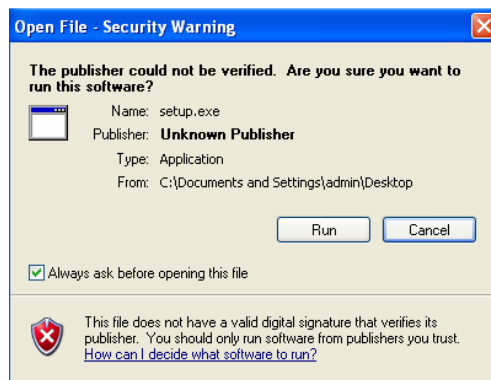 Open File - Security Warning
The publisher could not be verified.  Are you sure you want to
run this software?
Name: setup.exe
Publisher: Unknown Publisher
Type: Application
From: C:\Documents and Settings\admin\Desktop
Run Cancel
Always ask before opening this file
This file does not have a valid digital signature that verifies its
publisher.  You should only run software from publishers you trust.
How can I decide what software to run?